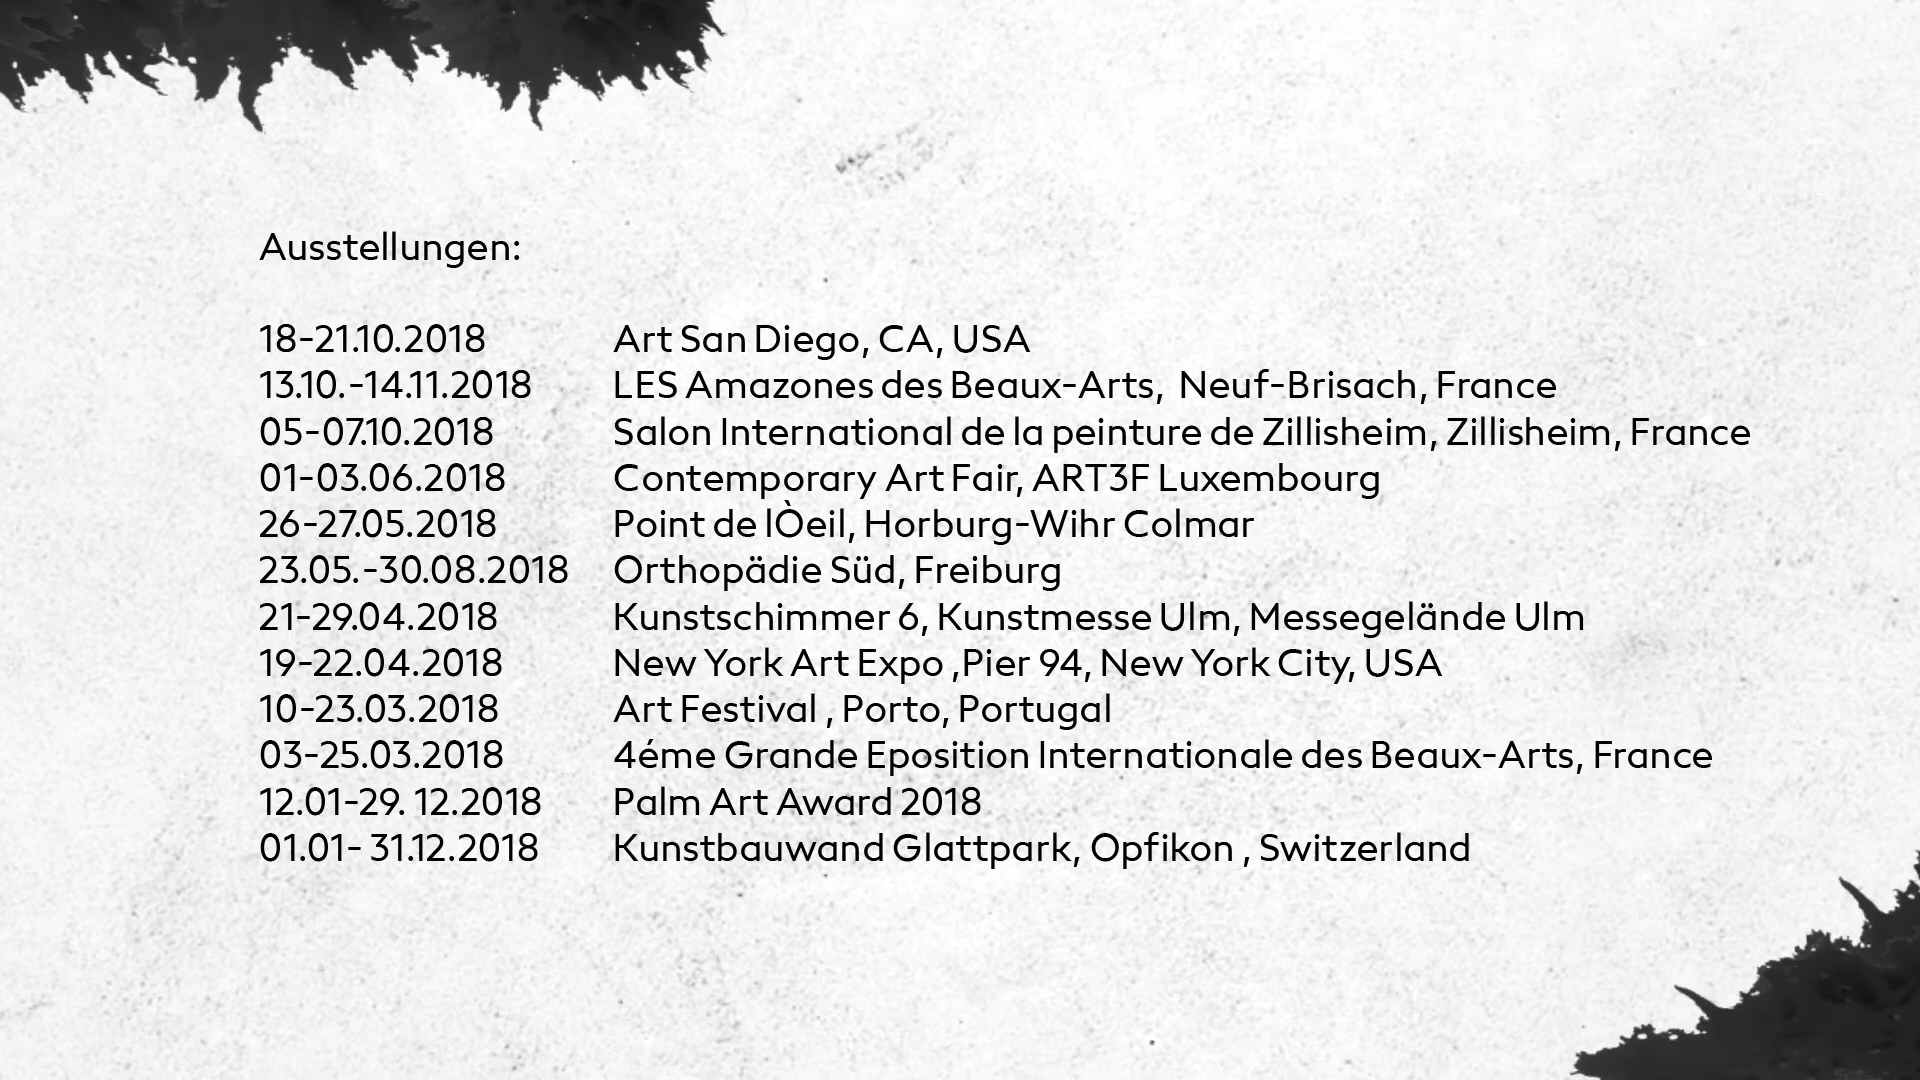 Ausstellungen:
18-21.10.2018 Art San Diego, CA, USA
13.10.-14.11.2018 LES Amazones des Beaux-Arts, Neuf-Brisach, France
05-07.10.2018 Salon International de la peinture de Zillisheim, Zillisheim, France
01-03.06.2018 Contemporary Art Fair, ART3F Luxembourg
26-27.05.2018 Point de lÒeil, Horburg-Wihr Colmar
23.05.-30.08.2018 Orthopädie Süd, Freiburg
21-29.04.2018 Kunstschimmer 6, Kunstmesse Ulm, Messegelände Ulm
19-22.04.2018 New York Art Expo ,Pier 94, New York City, USA
10-23.03.2018 Art Festival , Porto, Portugal
03-25.03.2018 4éme Grande Eposition Internationale des Beaux-Arts, France
12.01-29. 12.2018 Palm Art Award 2018
01.01- 31.12.2018 Kunstbauwand Glattpark, Opfikon , Switzerland